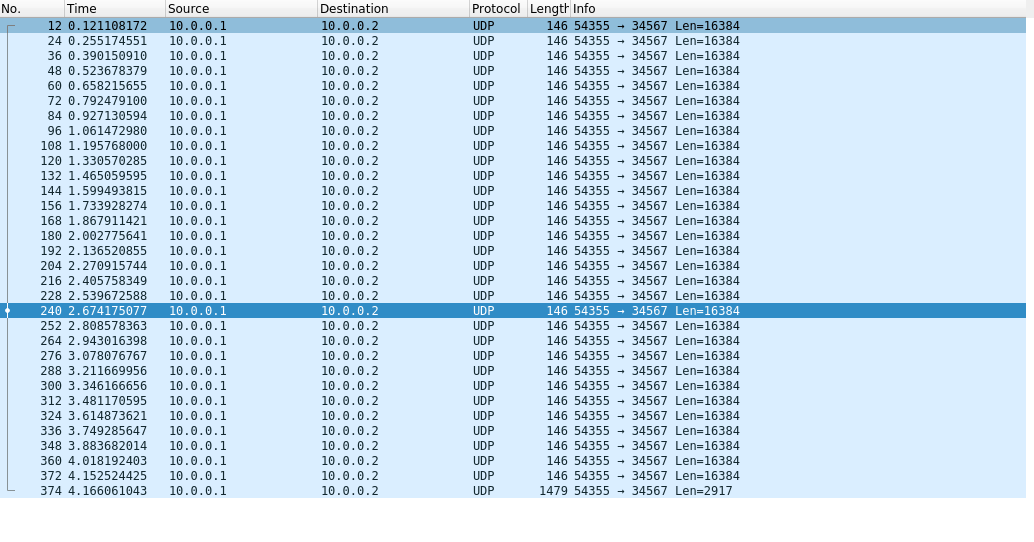 No. Time Source Destination Protocol Length Info
12 0.121108172 10.0.0.1 10.0.0.2 UDP 146 54355 → 34567 Len=16384
24 0.255174551 10.0.0.1 10.0.0.2 UDP 146 54355 → 34567 Len=16384
36 0.390150910 10.0.0.1 10.0.0.2 UDP 146 54355 → 34567 Len=16384
48 0.523678379 10.0.0.1 10.0.0.2 UDP 146 54355 → 34567 Len=16384
60 0.658215655 10.0.0.1 10.0.0.2 UDP 146 54355 → 34567 Len=16384
72 0.792479100 10.0.0.1 10.0.0.2 UDP 146 54355 → 34567 Len=16384
84 0.927130594 10.0.0.1 10.0.0.2 UDP 146 54355 → 34567 Len=16384
96 1.061472980 10.0.0.1 10.0.0.2 UDP 146 54355 → 34567 Len=16384
108 1.195768000 10.0.0.1 10.0.0.2 UDP 146 54355 → 34567 Len=16384
120 1.330570285 10.0.0.1 10.0.0.2 UDP 146 54355 → 34567 Len=16384
132 1.465059595 10.0.0.1 10.0.0.2 UDP 146 54355 → 34567 Len=16384
144 1.599493815 10.0.0.1 10.0.0.2 UDP 146 54355 → 34567 Len=16384
156 1.733928274 10.0.0.1 10.0.0.2 UDP 146 54355 → 34567 Len=16384
168 1.867911421 10.0.0.1 10.0.0.2 UDP 146 54355 → 34567 Len=16384
180 2.002775641 10.0.0.1 10.0.0.2 UDP 146 54355 → 34567 Len=16384
192 2.136520855 10.0.0.1 10.0.0.2 UDP 146 54355 → 34567 Len=16384
204 2.270915744 10.0.0.1 10.0.0.2 UDP 146 54355 → 34567 Len=16384
216 2.405758349 10.0.0.1 10.0.0.2 UDP 146 54355 → 34567 Len=16384
228 2.539672588 10.0.0.1 10.0.0.2 UDP 146 54355 → 34567 Len=16384
240 2.674175077 10.0.0.1 10.0.0.2 UDP 146 54355 → 34567 Len=16384
252 2.808578363 10.0.0.1 10.0.0.2 UDP 146 54355 → 34567 Len=16384
264 2.943016398 10.0.0.1 10.0.0.2 UDP 146 54355 → 34567 Len=16384
276 3.078076767 10.0.0.1 10.0.0.2 UDP 146 54355 → 34567 Len=16384
288 3.211669956 10.0.0.1 10.0.0.2 UDP 146 54355 → 34567 Len=16384
300 3.346166656 10.0.0.1 10.0.0.2 UDP 146 54355 → 34567 Len=16384
312 3.481170595 10.0.0.1 10.0.0.2 UDP 146 54355 → 34567 Len=16384
324 3.614873621 10.0.0.1 10.0.0.2 UDP 146 54355 → 34567 Len=16384
336 3.749285647 10.0.0.1 10.0.0.2 UDP 146 54355 → 34567 Len=16384
348 3.883682014 10.0.0.1 10.0.0.2 UDP 146 54355 → 34567 Len=16384
360 4.018192403 10.0.0.1 10.0.0.2 UDP 146 54355 → 34567 Len=16384
372 4.152524425 10.0.0.1 10.0.0.2 UDP 146 54355 → 34567 Len=16384
374 4.166061043 10.0.0.1 10.0.0.2 UDP 1479 54355 → 34567 Len=2917